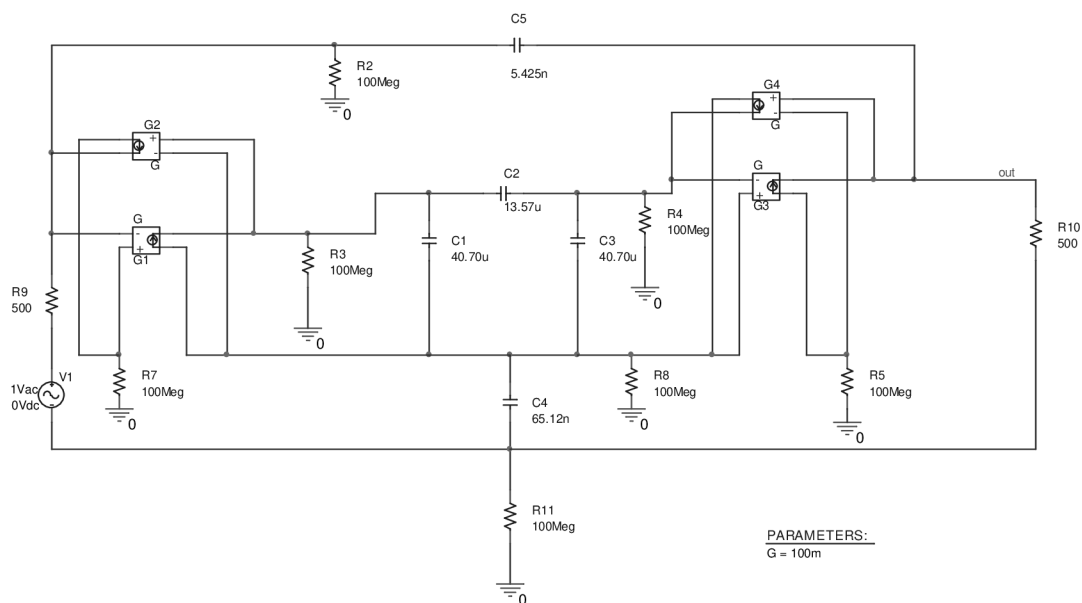 C5
5.425n
R2
100Meg
0
G2
+
-
G
G4
+
-
G
C2
13.57u
G
-
+
G1
G
-
+
G3
out
R3
100Meg
0
C1
40.70u
C3
40.70u
R4
100Meg
0
R10
500
R9
500
V1
1Vac
0Vdc
+
-
R7
100Meg
0
C4
65.12n
R8
100Meg
0
R5
100Meg
0
R11
100Meg
0
PARAMETERS:
G = 100m